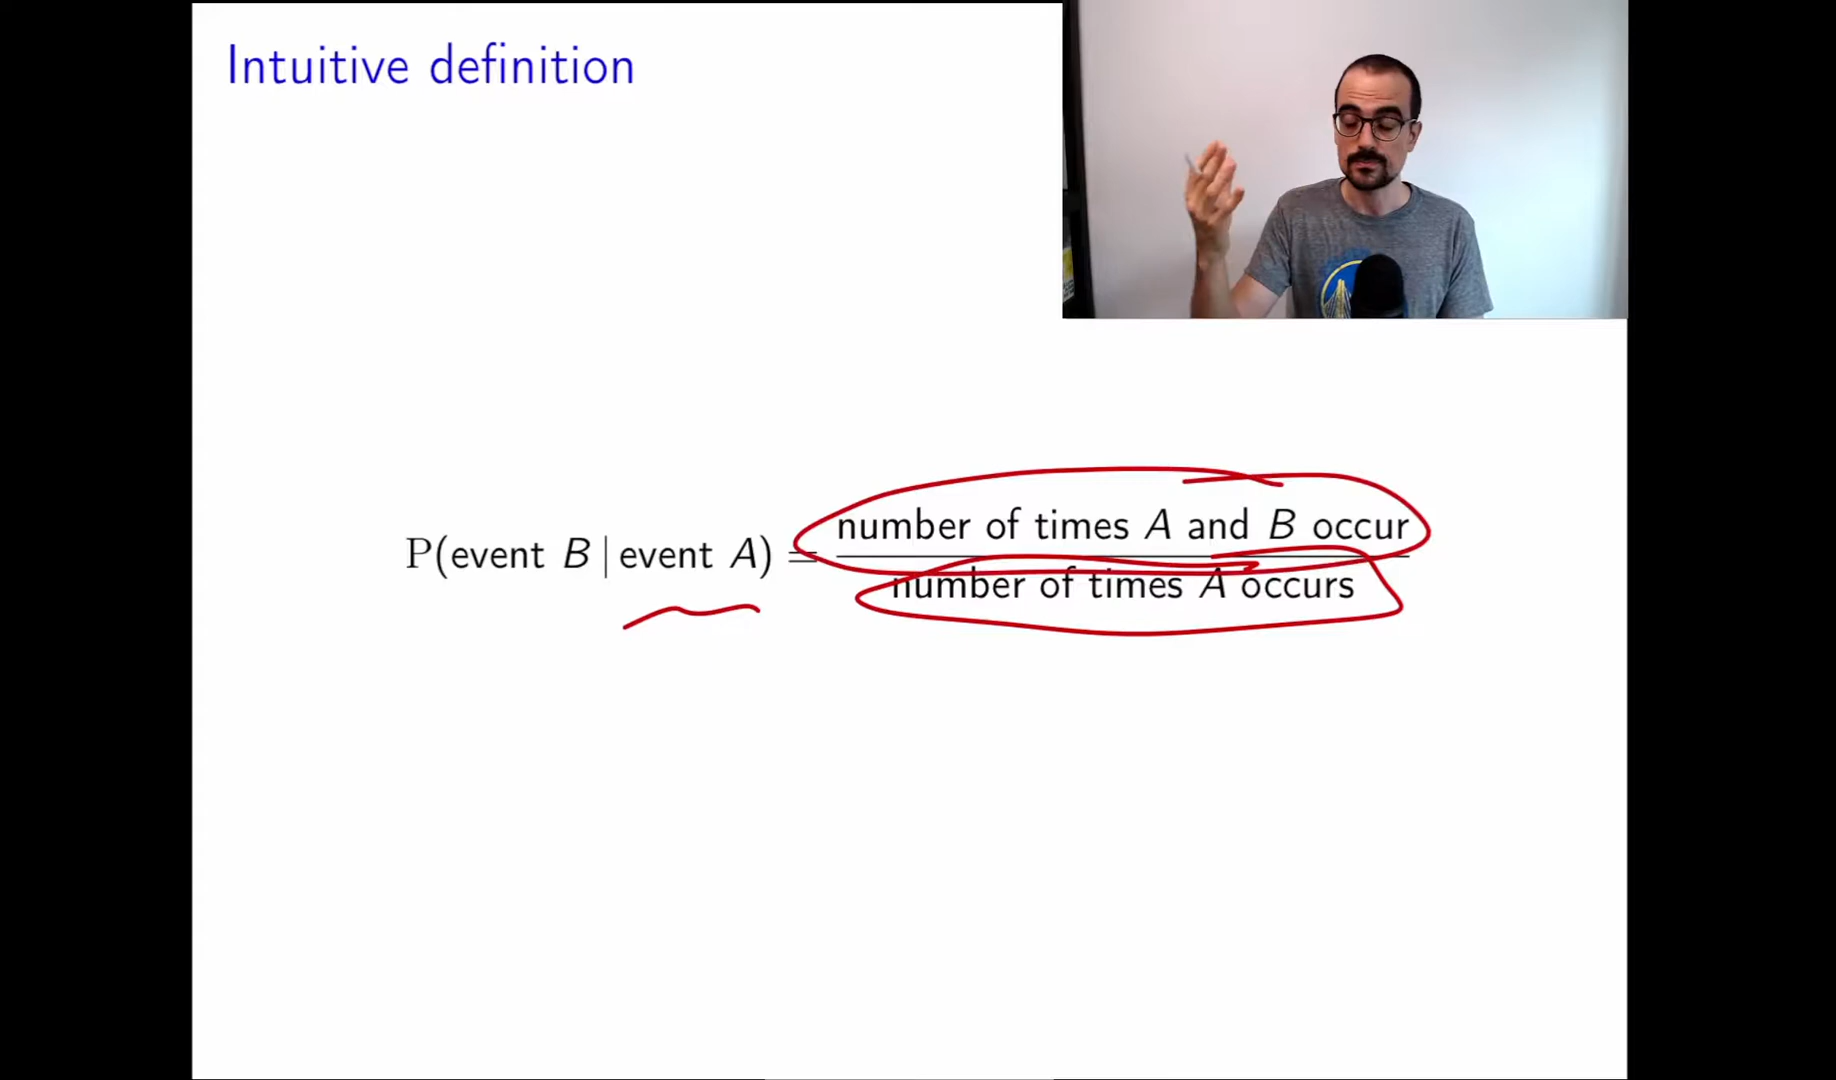 Intuitive definition
P(event B | event A) = number of times A and B occur
number of times A occurs